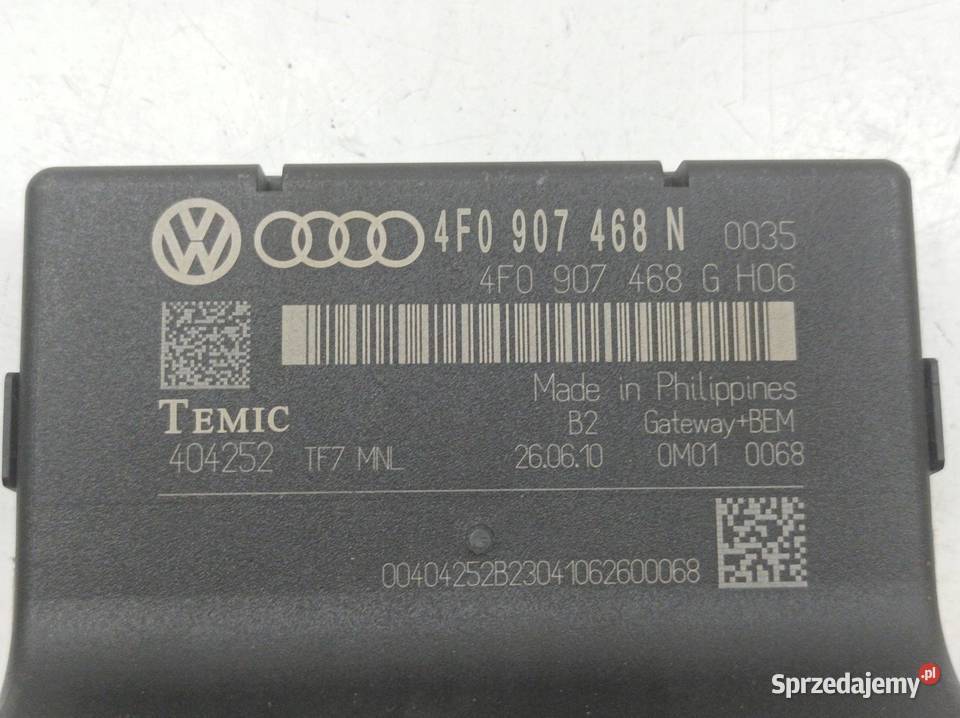 4F0 907 468 N 0035
4F0 907 468 G H06
Made in Philippines
TEMIC B2 Gateway+BEM
404252 TF7 MNL 26.06.10 0M01 0068
00404252B23041062600068
Sprzedajemy.pl